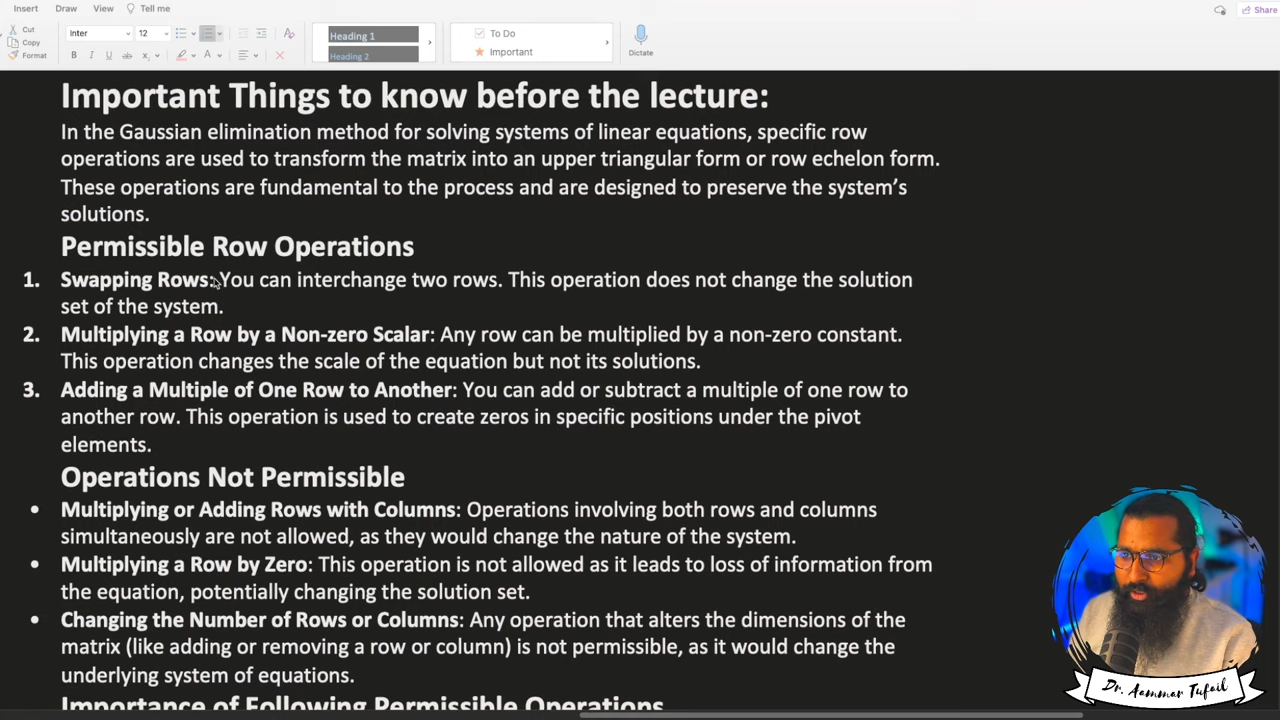 Insert Draw View Tell me
Share
Cut
Copy
Format
Inter 12
B I U ab x
A
Heading 1
Heading 2
To Do
Important
Dictate
Important Things to know before the lecture:
In the Gaussian elimination method for solving systems of linear equations, specific row
operations are used to transform the matrix into an upper triangular form or row echelon form.
These operations are fundamental to the process and are designed to preserve the system’s
solutions.
Permissible Row Operations
1. Swapping Rows: You can interchange two rows. This operation does not change the solution
set of the system.
2. Multiplying a Row by a Non-zero Scalar: Any row can be multiplied by a non-zero constant.
This operation changes the scale of the equation but not its solutions.
3. Adding a Multiple of One Row to Another: You can add or subtract a multiple of one row to
another row. This operation is used to create zeros in specific positions under the pivot
elements.
Operations Not Permissible
• Multiplying or Adding Rows with Columns: Operations involving both rows and columns
simultaneously are not allowed, as they would change the nature of the system.
• Multiplying a Row by Zero: This operation is not allowed as it leads to loss of information from
the equation, potentially changing the solution set.
• Changing the Number of Rows or Columns: Any operation that alters the dimensions of the
matrix (like adding or removing a row or column) is not permissible, as it would change the
underlying system of equations.
Importance of Following Permissible Operations
Dr. Aammar Tufail